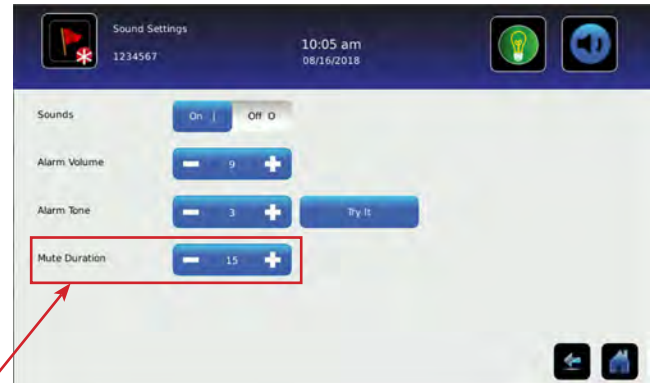 Sound Settings
1234567
10:05 am
08/16/2018
Sounds
On | Off O
Alarm Volume
9
Alarm Tone
3
Try It
Mute Duration
15